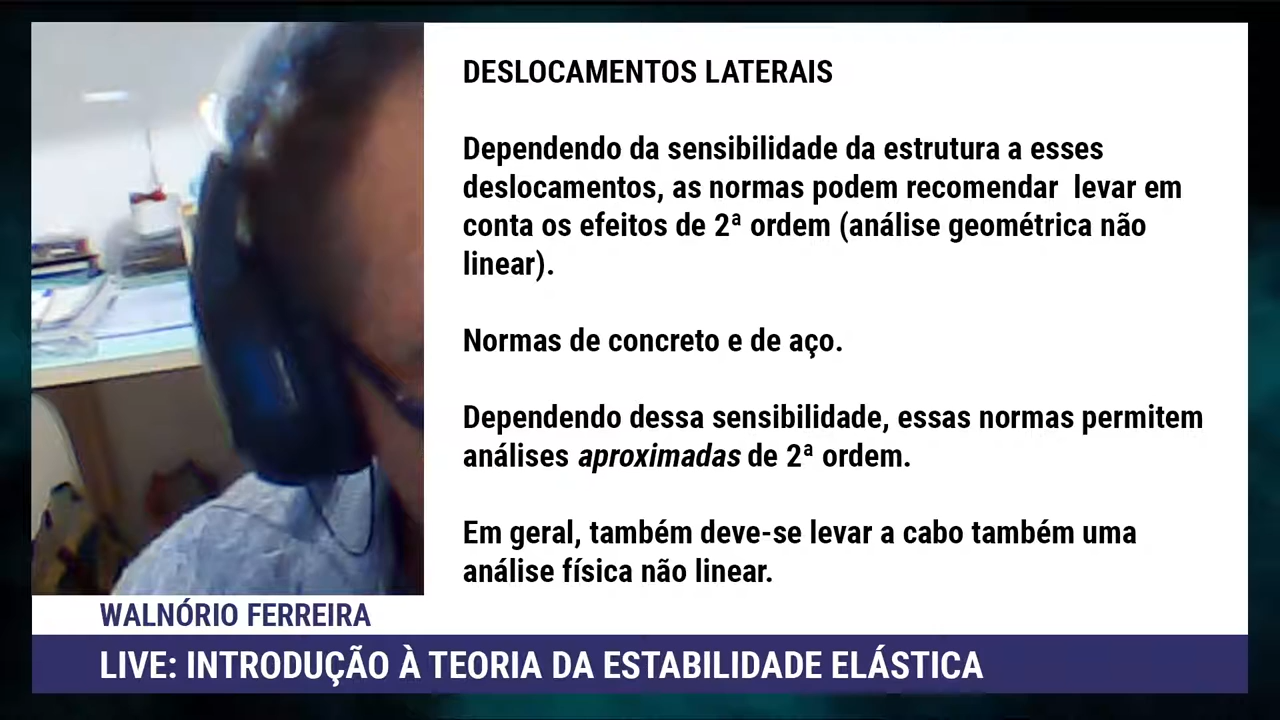 DESLOCAMENTOS LATERAIS
Dependendo da sensibilidade da estrutura a esses
deslocamentos, as normas podem recomendar levar em
conta os efeitos de 2ª ordem (análise geométrica não
linear).
Normas de concreto e de aço.
Dependendo dessa sensibilidade, essas normas permitem
análises aproximadas de 2ª ordem.
Em geral, também deve-se levar a cabo também uma
análise física não linear.
WALNÓRIO FERREIRA
LIVE: INTRODUÇÃO À TEORIA DA ESTABILIDADE ELÁSTICA